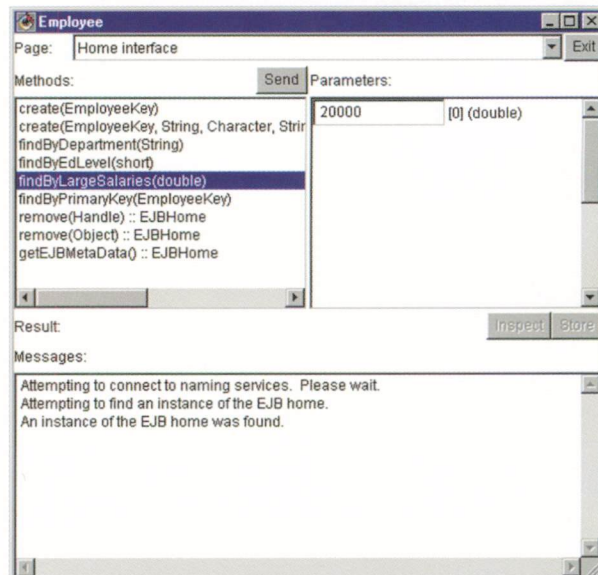 Employee
Page: Home interface Exit
Methods: Send Parameters:
create(EmployeeKey)
create(EmployeeKey, String, Character, Strin
findByDepartment(String)
findByEdLevel(short)
findByLargeSalaries(double)
findByPrimaryKey(EmployeeKey)
remove(Handle) :: EJBHome
remove(Object) :: EJBHome
getEJBMetaData() :: EJBHome
20000 [0] (double)
Result: Inspect Store
Messages:
Attempting to connect to naming services. Please wait.
Attempting to find an instance of the EJB home.
An instance of the EJB home was found.